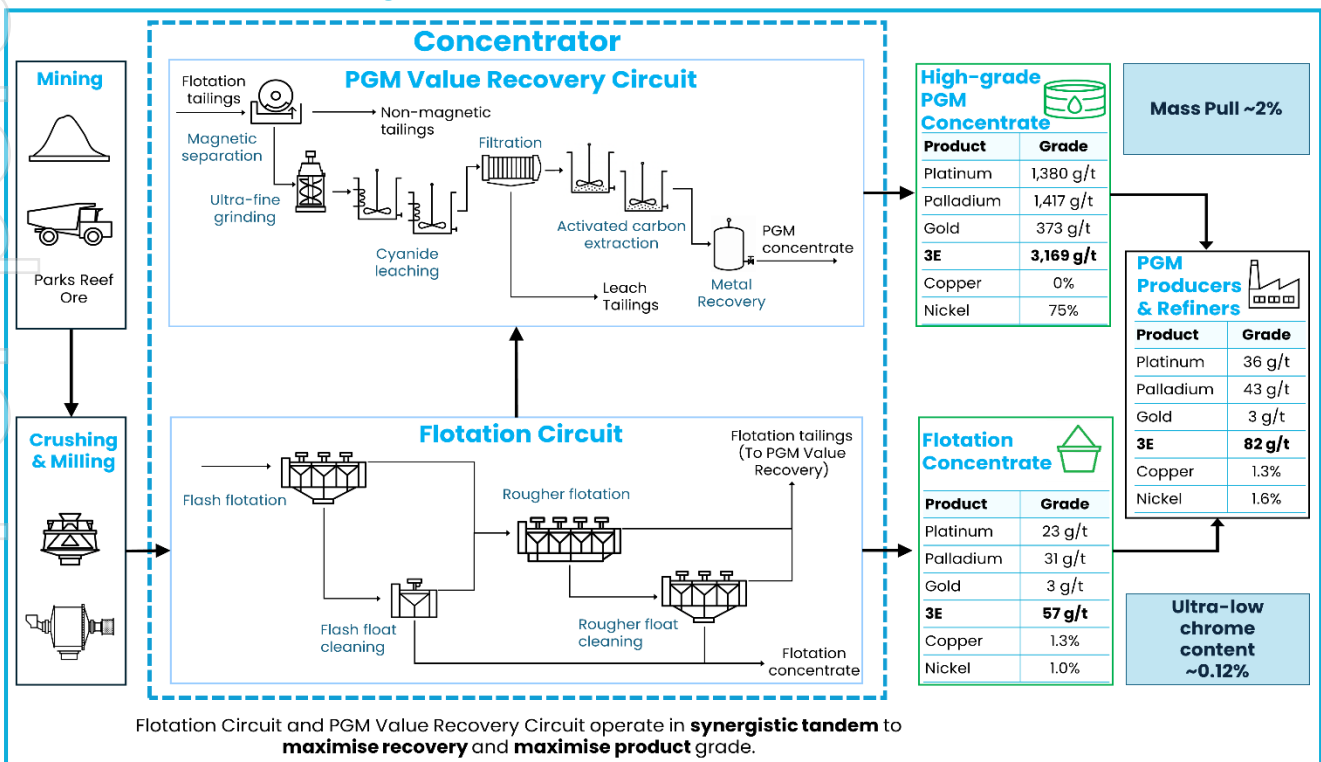 Concentrator
Mining
Parks Reef
Ore
Crushing
& Milling
PGM Value Recovery Circuit
Flotation
tailings
Non-magnetic
tailings
Magnetic
separation
Ultra-fine
grinding
Cyanide
leaching
Filtration
Leach
Tailings
Activated carbon
extraction
PGM
concentrate
Metal
Recovery
Flotation Circuit
Flash flotation
Flash float
cleaning
Rougher flotation
Rougher float
cleaning
Flotation tailings
(To PGM Value
Recovery)
Flotation
concentrate
High-grade
PGM
Concentrate
Product Grade
Platinum 1,380 g/t
Palladium 1,417 g/t
Gold 373 g/t
3E 3,169 g/t
Copper 0%
Nickel 75%
Flotation
Concentrate
Product Grade
Platinum 23 g/t
Palladium 31 g/t
Gold 3 g/t
3E 57 g/t
Copper 1.3%
Nickel 1.0%
Mass Pull ~2%
PGM
Producers
& Refiners
Product Grade
Platinum 36 g/t
Palladium 43 g/t
Gold 3 g/t
3E 82 g/t
Copper 1.3%
Nickel 1.6%
Ultra-low
chrome
content
~0.12%
Flotation Circuit and PGM Value Recovery Circuit operate in synergistic tandem to
maximise recovery and maximise product grade.